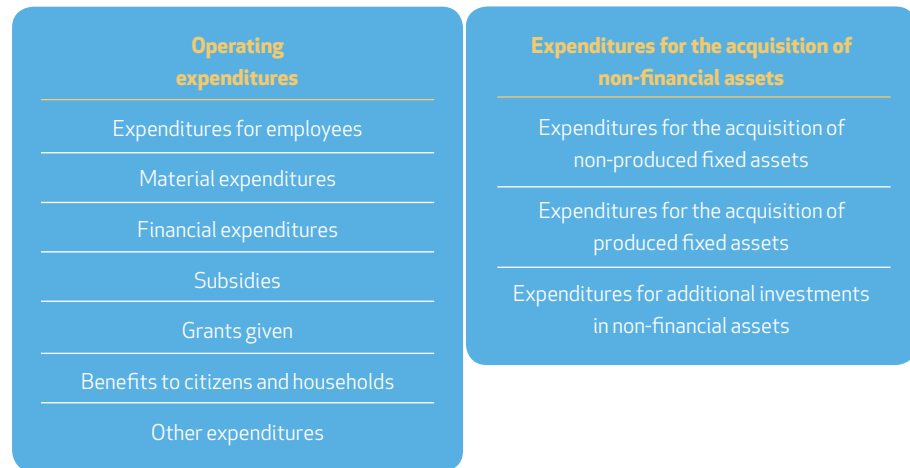 Operating
expenditures
Expenditures for employees
Material expenditures
Financial expenditures
Subsidies
Grants given
Benefits to citizens and households
Other expenditures
Expenditures for the acquisition of
non-financial assets
Expenditures for the acquisition of
non-produced fixed assets
Expenditures for the acquisition of
produced fixed assets
Expenditures for additional investments
in non-financial assets